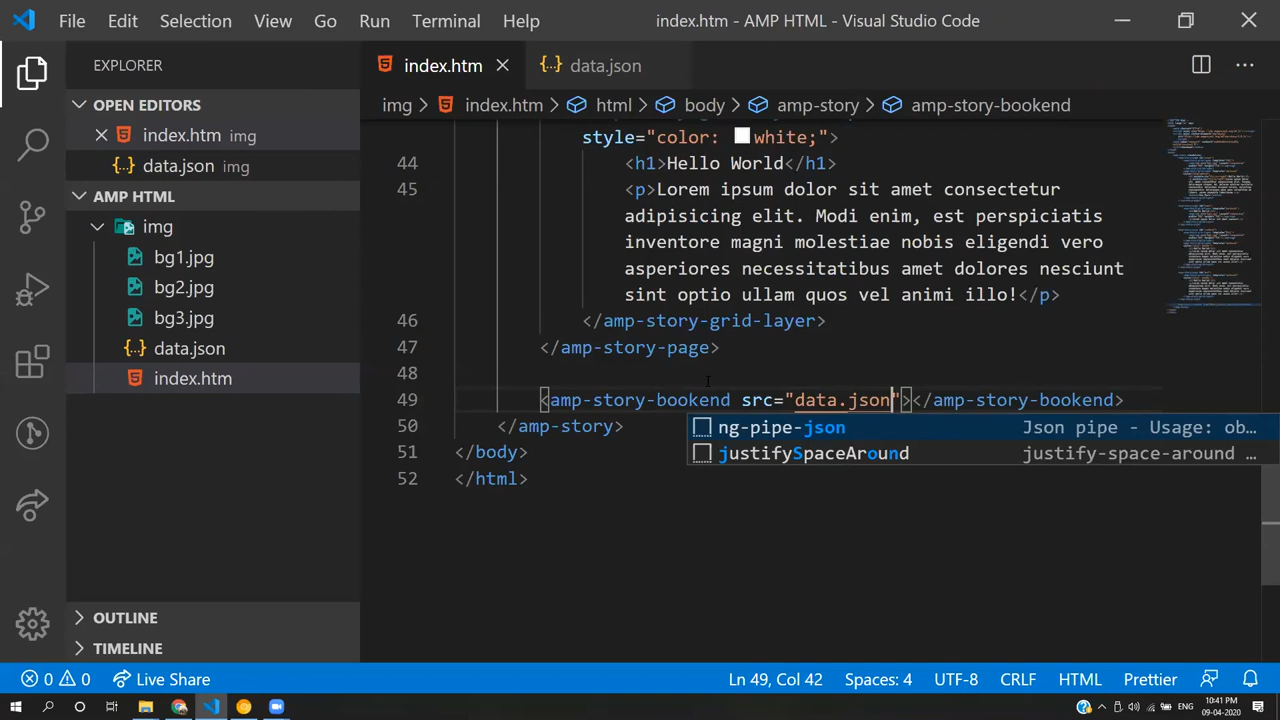 File Edit Selection View Go Run Terminal Help index.htm - AMP HTML - Visual Studio Code
EXPLORER
OPEN EDITORS
index.htm img
data.json img
AMP HTML
img
bg1.jpg
bg2.jpg
bg3.jpg
data.json
index.htm
OUTLINE
TIMELINE
index.htm data.json
img index.htm html body amp-story amp-story-bookend
style="color: white;">
44 <h1>Hello World</h1>
45 <p>Lorem ipsum dolor sit amet consectetur
adipisicing elit. Modi enim, est perspiciatis
inventore magni molestiae nobis eligendi vero
asperiores necessitatibus amet dolores nesciunt
sint optio ullam quos vel animi illo!</p>
46 </amp-story-grid-layer>
47 </amp-story-page>
48
49 <amp-story-bookend src="data.json"></amp-story-bookend>
ng-pipe-json Json pipe - Usage: ob…
justifySpaceAround justify-space-around …
50 </amp-story>
51 </body>
52 </html>
0 0 Live Share Ln 49, Col 42 Spaces: 4 UTF-8 CRLF HTML Prettier
ENG 10:41 PM
09-04-2020